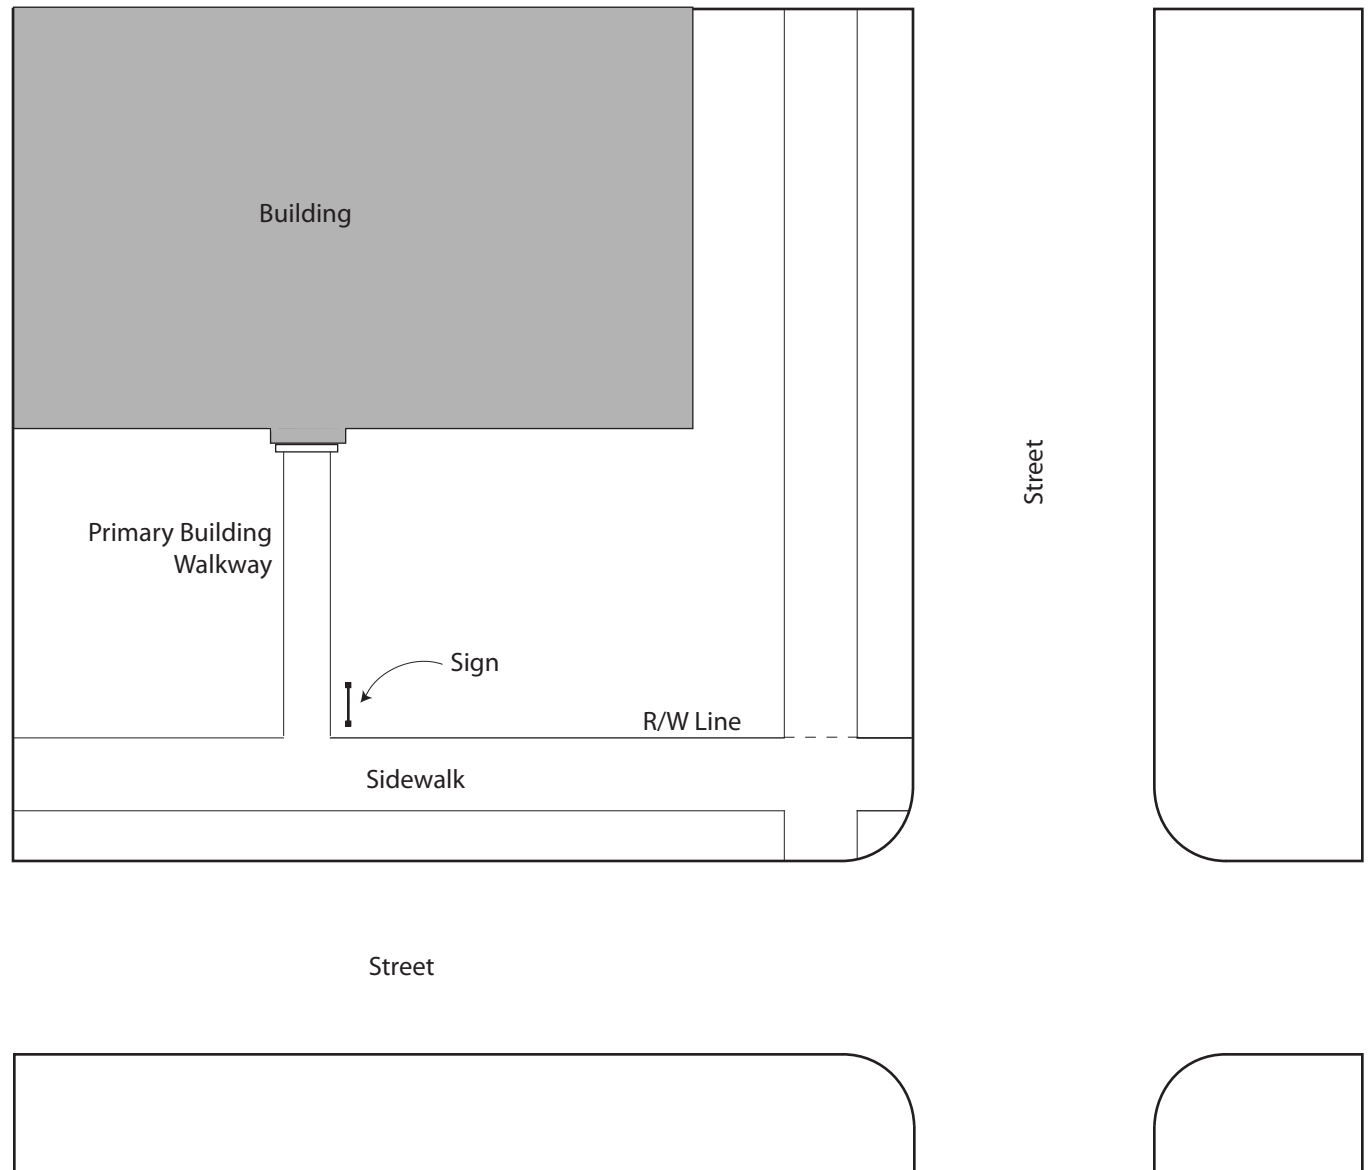 Building
Street
Primary Building
Walkway
Sign
R/W Line
Sidewalk
Street